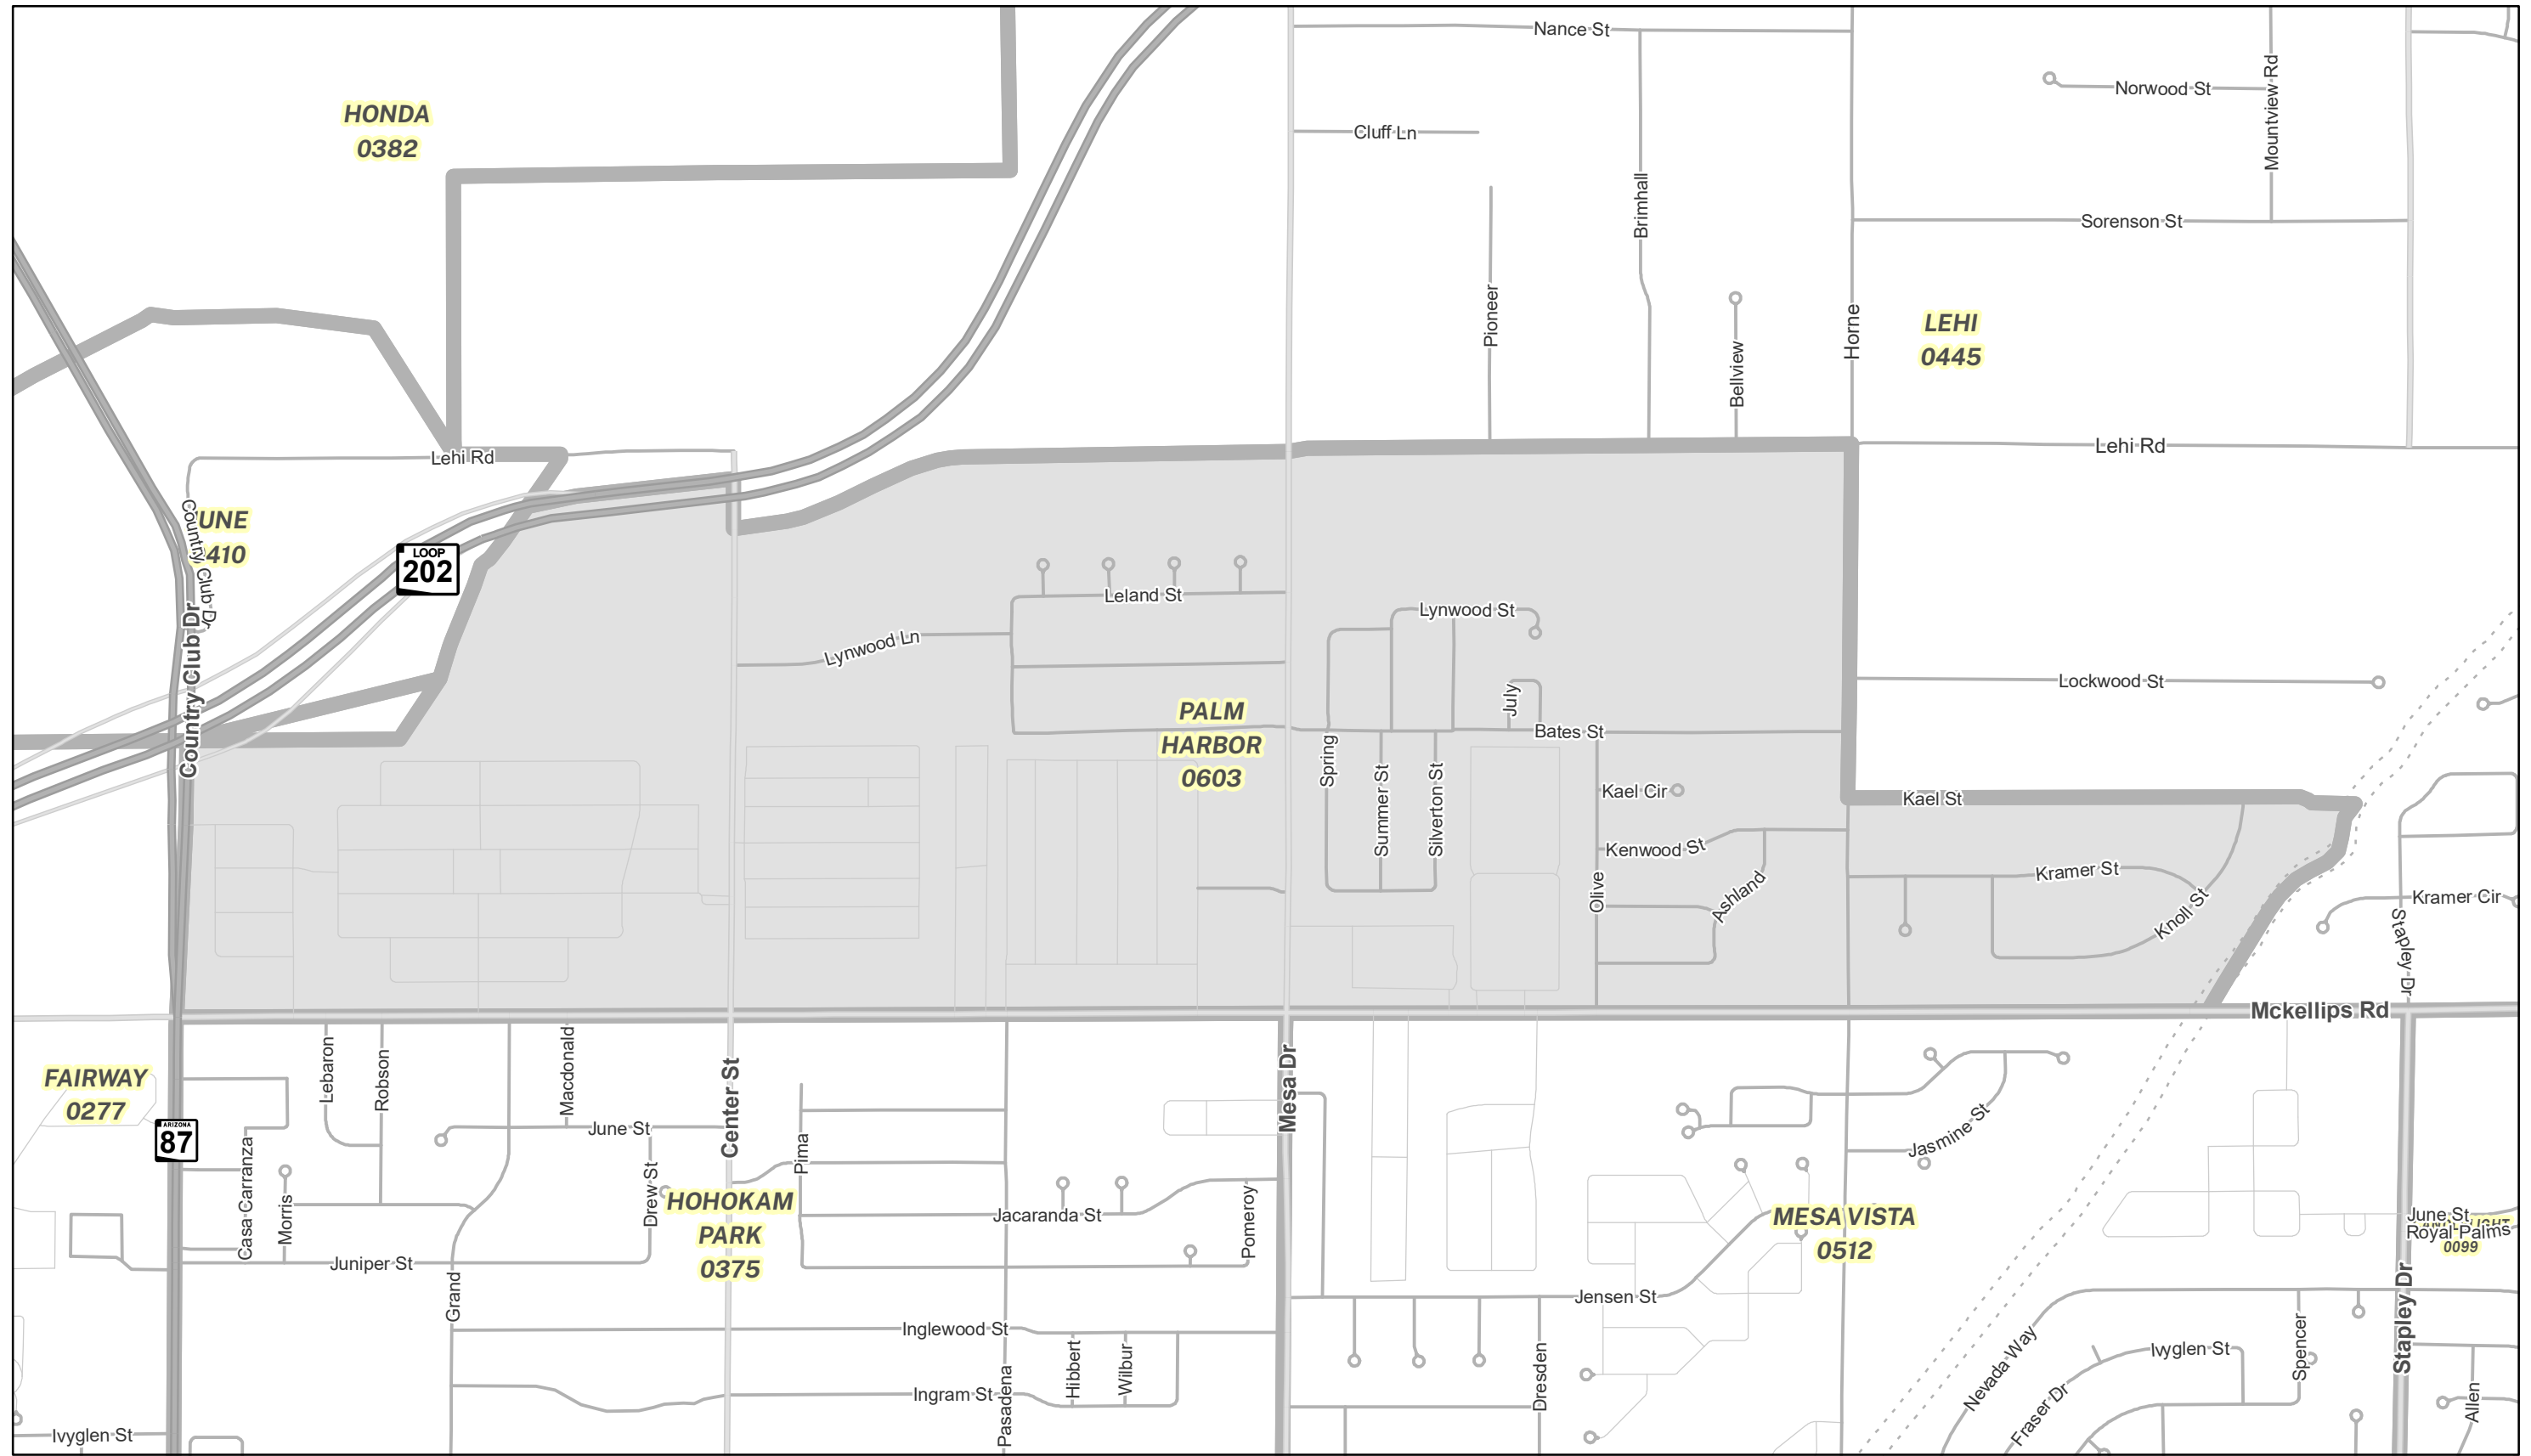 Nance St
Norwood St
Mountview Rd
HONDA
0382
Cluff Ln
Brimhall
Sorenson St
Pioneer
Bellview
Horne
LEHI
0445
Lehi Rd
Lehi Rd
Country Club Dr
UNE
410
LOOP
202
Leland St
Lynwood St
Lynwood Ln
Country Club Dr
Lockwood St
July
PALM
HARBOR
0603
Bates St
Spring
Summer St
Silverton St
Kael Cir
Kael St
Kenwood St
Olive
Ashland
Kramer St
Knoll St
Kramer Cir
Stapley Dr
Mckellips Rd
FAIRWAY
0277
ARIZONA
87
Lebaron
Robson
Macdonald
June St
Center St
Pima
Mesa Dr
Jasmine St
Casa Carranza
Morris
Drew St
HOHOKAM
PARK
0375
Jacaranda St
Pomeroy
MESA VISTA
0512
June St
Royal Palms
0099
Juniper St
Grand
Jensen St
Stapley Dr
Inglewood St
Hibbert
Wilbur
Dresden
Nevada Way
Ivyglen St
Spencer
Ingram St
Pasadena
Fraser Dr
Allen
Ivyglen St